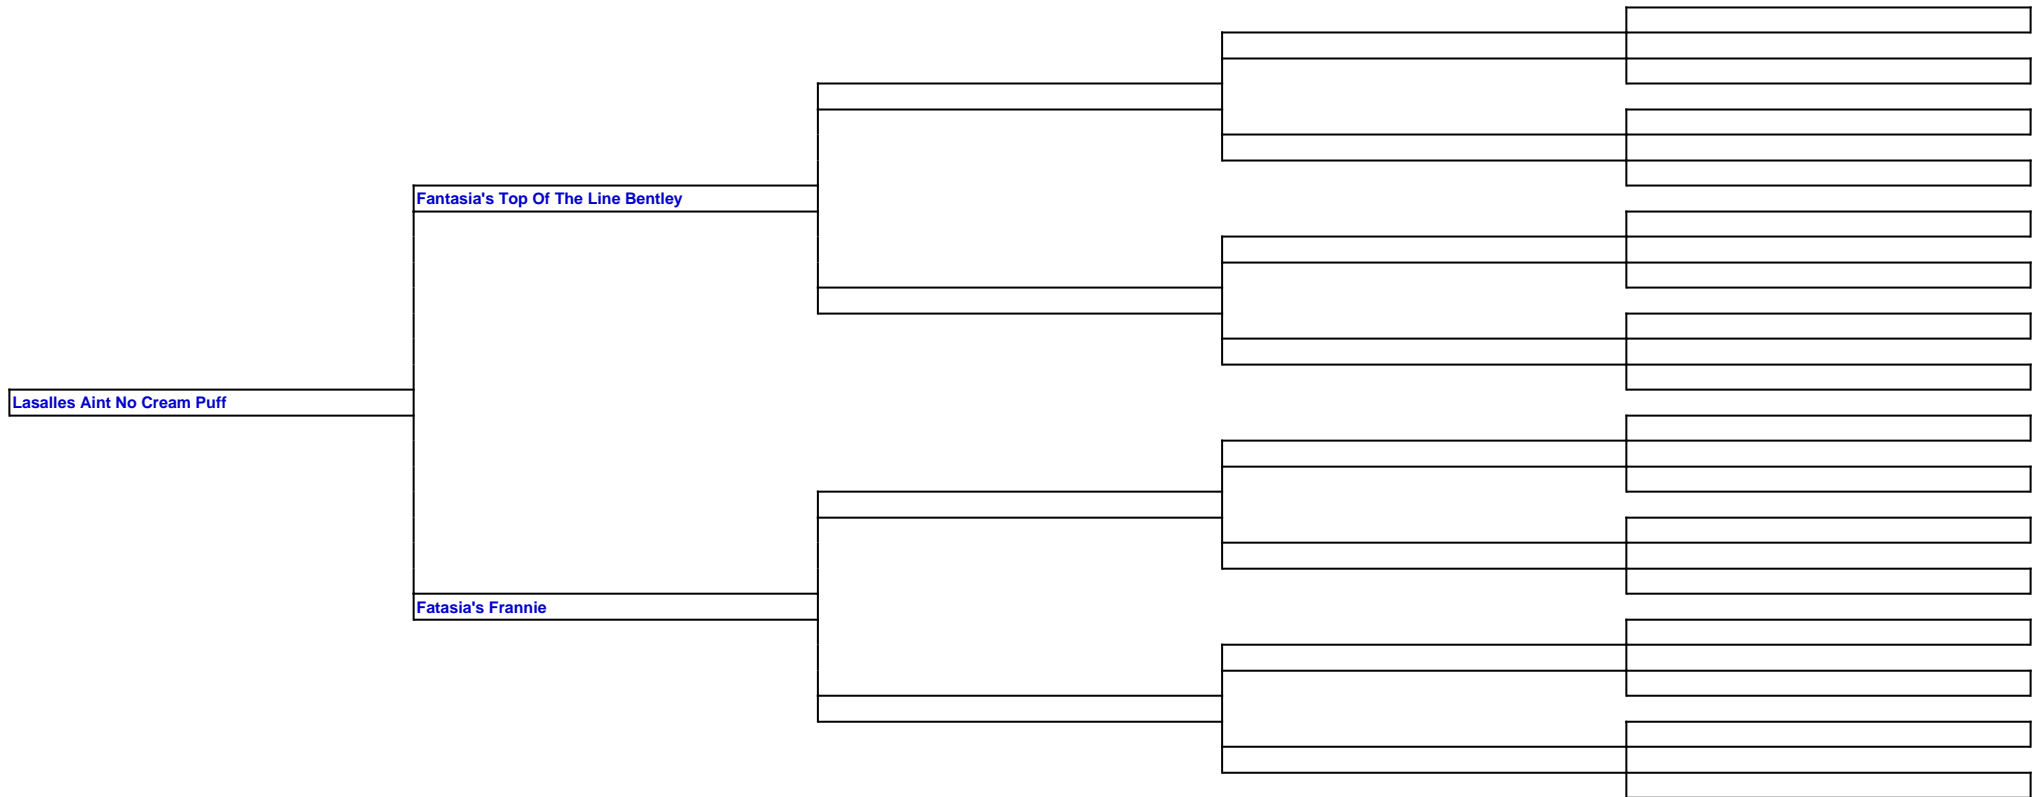 Fantasia's Top Of The Line Bentley
Lasalles Aint No Cream Puff
Fatasia's Frannie